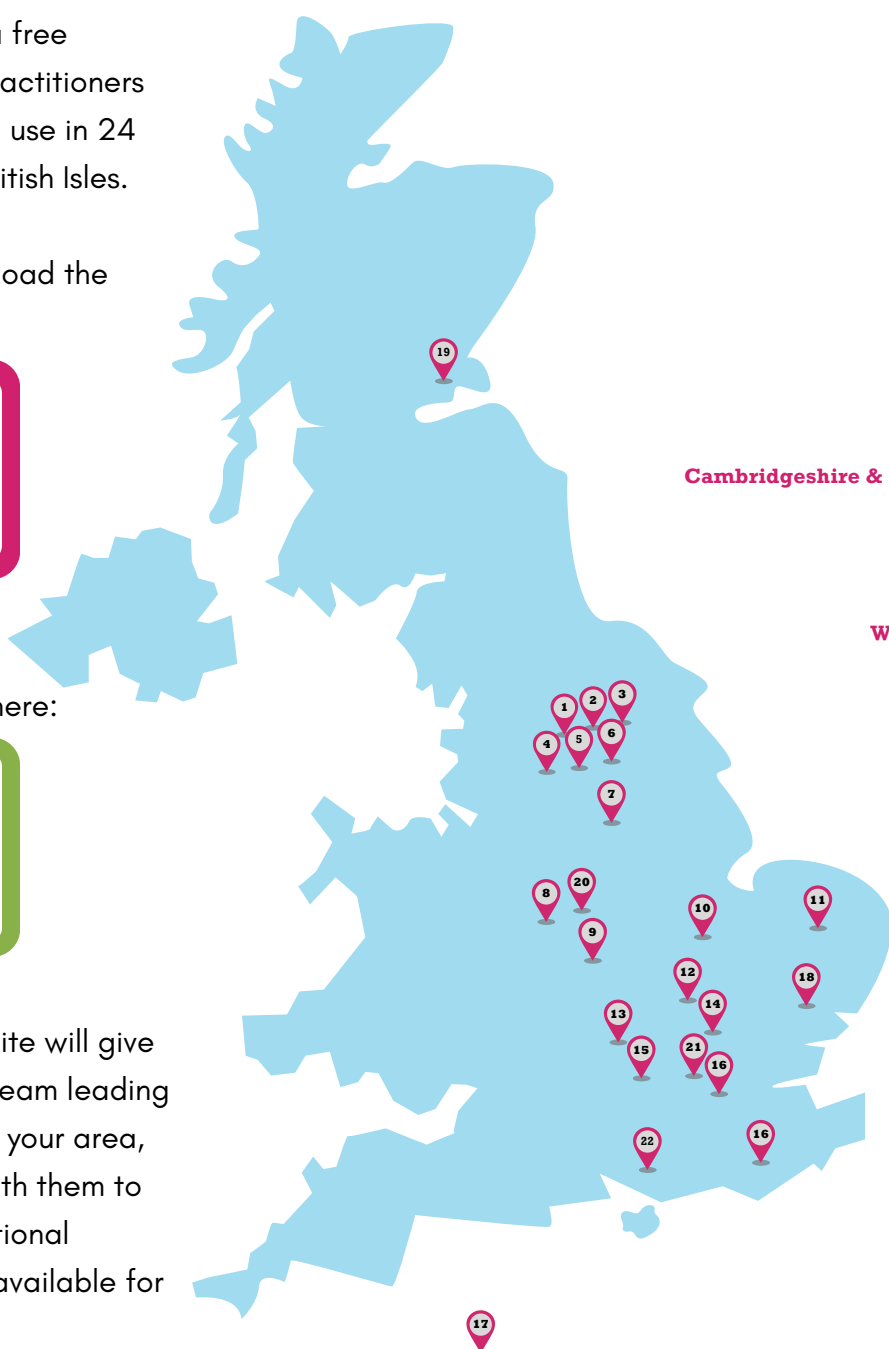 free
actitioners
use in 24
itish Isles.
oad the
here:
ite will give
eam leading
your area,
th them to
tional
available for
Cambridgeshire &
W
19
1
2
3
4
5
6
7
8
20
9
10
11
12
18
13
14
15
21
16
22
16
17